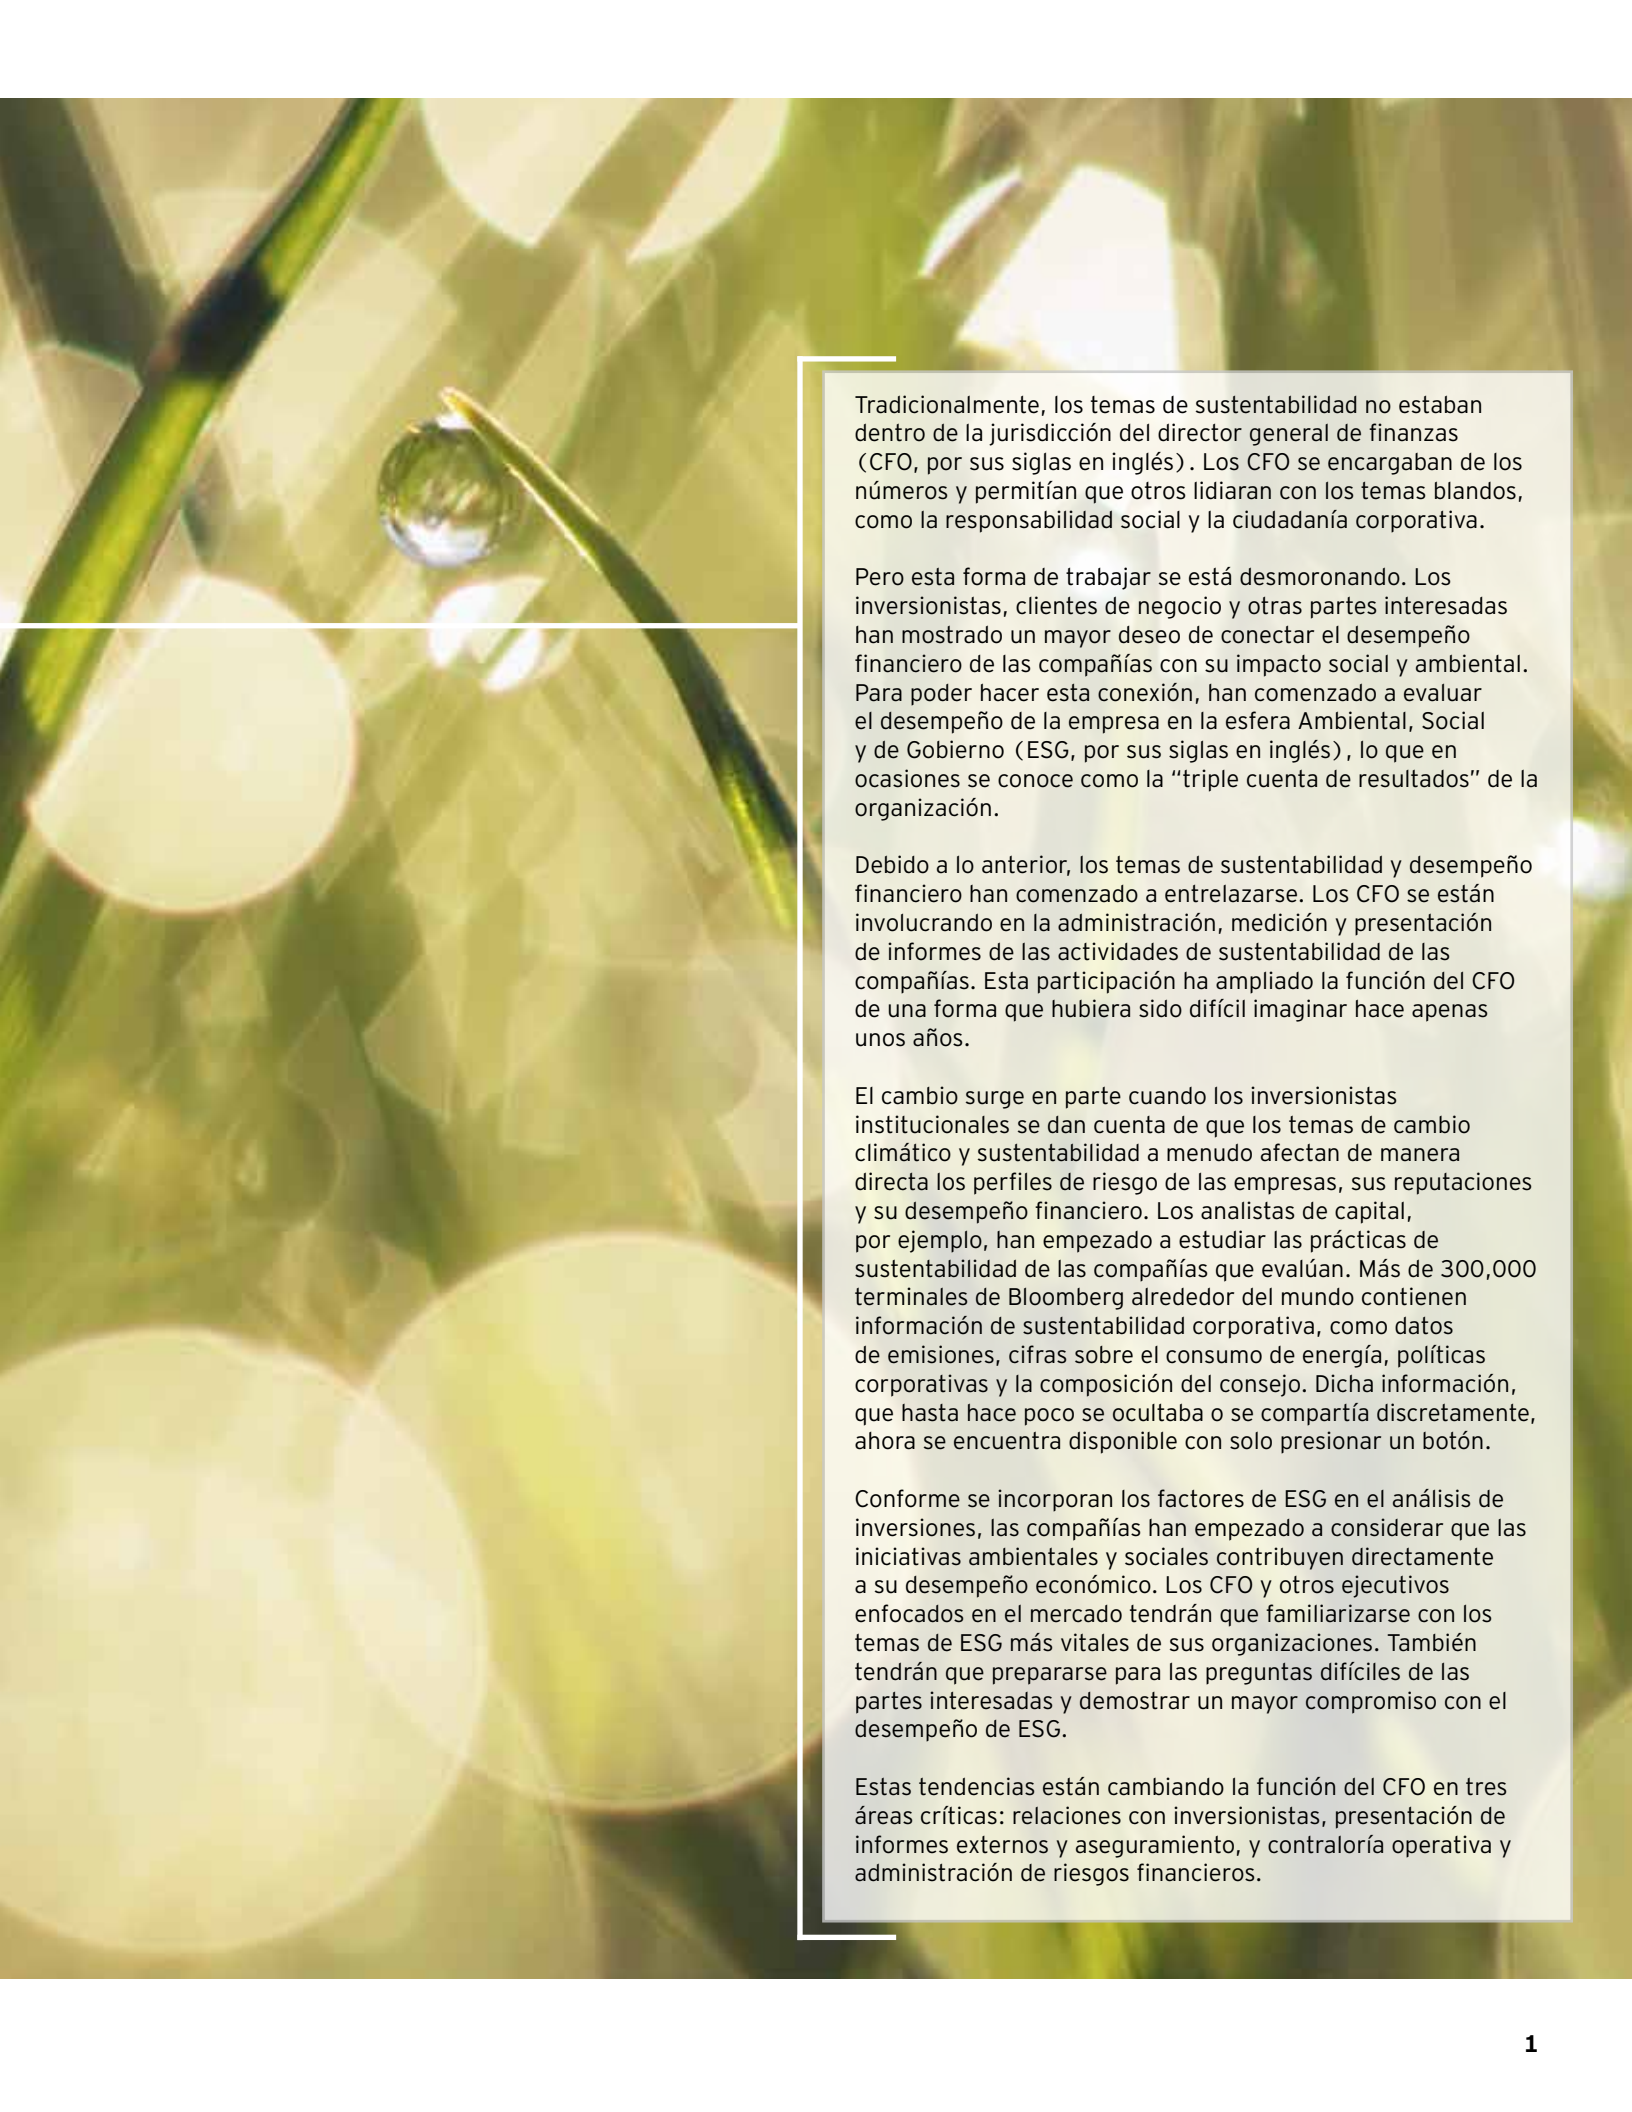 Tradicionalmente, los temas de sustentabilidad no estaban
dentro de la jurisdicción del director general de finanzas
(CFO, por sus siglas en inglés). Los CFO se encargaban de los
números y permitían que otros lidiaran con los temas blandos,
como la responsabilidad social y la ciudadanía corporativa.
Pero esta forma de trabajar se está desmoronando. Los
inversionistas, clientes de negocio y otras partes interesadas
han mostrado un mayor deseo de conectar el desempeño
financiero de las compañías con su impacto social y ambiental.
Para poder hacer esta conexión, han comenzado a evaluar
el desempeño de la empresa en la esfera Ambiental, Social
y de Gobierno (ESG, por sus siglas en inglés), lo que en
ocasiones se conoce como la “triple cuenta de resultados” de la
organización.
Debido a lo anterior, los temas de sustentabilidad y desempeño
financiero han comenzado a entrelazarse. Los CFO se están
involucrando en la administración, medición y presentación
de informes de las actividades de sustentabilidad de las
compañías. Esta participación ha ampliado la función del CFO
de una forma que hubiera sido difícil imaginar hace apenas
unos años.
El cambio surge en parte cuando los inversionistas
institucionales se dan cuenta de que los temas de cambio
climático y sustentabilidad a menudo afectan de manera
directa los perfiles de riesgo de las empresas, sus reputaciones
y su desempeño financiero. Los analistas de capital,
por ejemplo, han empezado a estudiar las prácticas de
sustentabilidad de las compañías que evalúan. Más de 300,000
terminales de Bloomberg alrededor del mundo contienen
información de sustentabilidad corporativa, como datos
de emisiones, cifras sobre el consumo de energía, políticas
corporativas y la composición del consejo. Dicha información,
que hasta hace poco se ocultaba o se compartía discretamente,
ahora se encuentra disponible con solo presionar un botón.
Conforme se incorporan los factores de ESG en el análisis de
inversiones, las compañías han empezado a considerar que las
iniciativas ambientales y sociales contribuyen directamente
a su desempeño económico. Los CFO y otros ejecutivos
enfocados en el mercado tendrán que familiarizarse con los
temas de ESG más vitales de sus organizaciones. También
tendrán que prepararse para las preguntas difíciles de las
partes interesadas y demostrar un mayor compromiso con el
desempeño de ESG.
Estas tendencias están cambiando la función del CFO en tres
áreas críticas: relaciones con inversionistas, presentación de
informes externos y aseguramiento, y contraloría operativa y
administración de riesgos financieros.
1